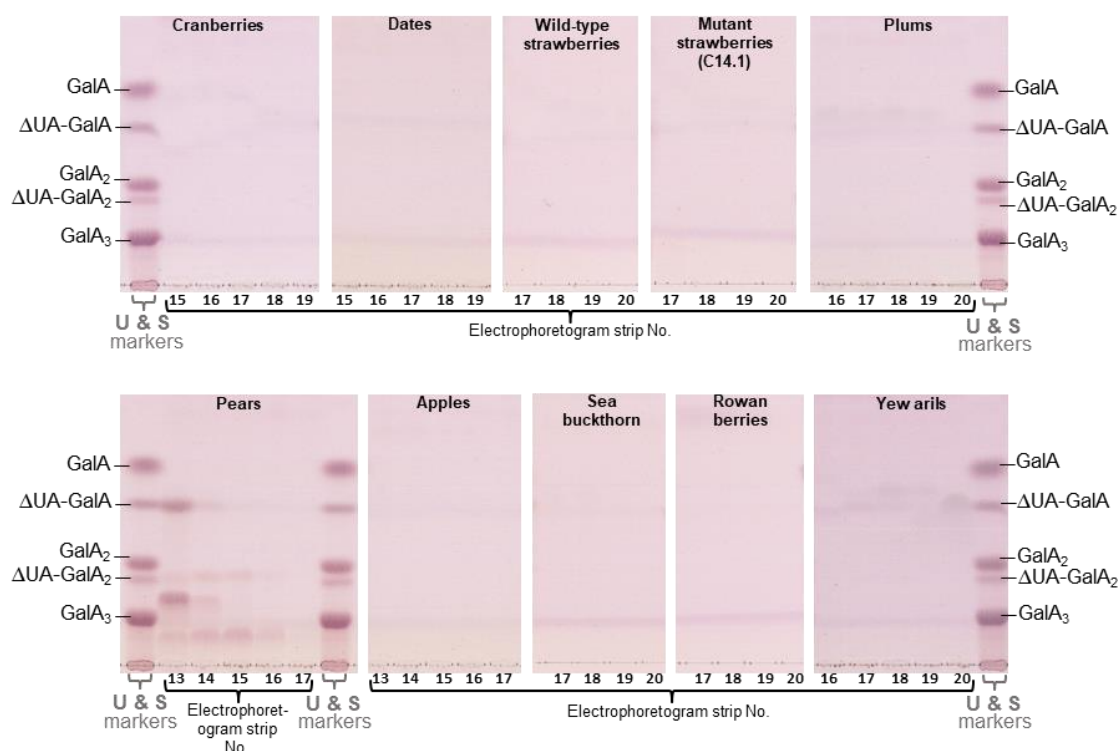 Cranberries
Dates
Wild-type
strawberries
Mutant
strawberries
(C14.1)
Plums
GalA
ΔUA-GalA
GalA₂
ΔUA-GalA₂
GalA₃
GalA
ΔUA-GalA
GalA₂
ΔUA-GalA₂
GalA₃
15 16 17 18 19
15 16 17 18 19
17 18 19 20
17 18 19 20
16 17 18 19 20
U & S
markers
Electrophoretogram strip No.
U & S
markers
Pears
Apples
Sea
buckthorn
Rowan
berries
Yew arils
GalA
ΔUA-GalA
GalA₂
ΔUA-GalA₂
GalA₃
GalA
ΔUA-GalA
GalA₂
ΔUA-GalA₂
GalA₃
13 14 15 16 17
13 14 15 16 17
17 18 19 20
17 18 19 20
16 17 18 19 20
U & S
markers
Electrophoret-
ogram strip
No.
U & S
markers
Electrophoretogram strip No.
U & S
markers